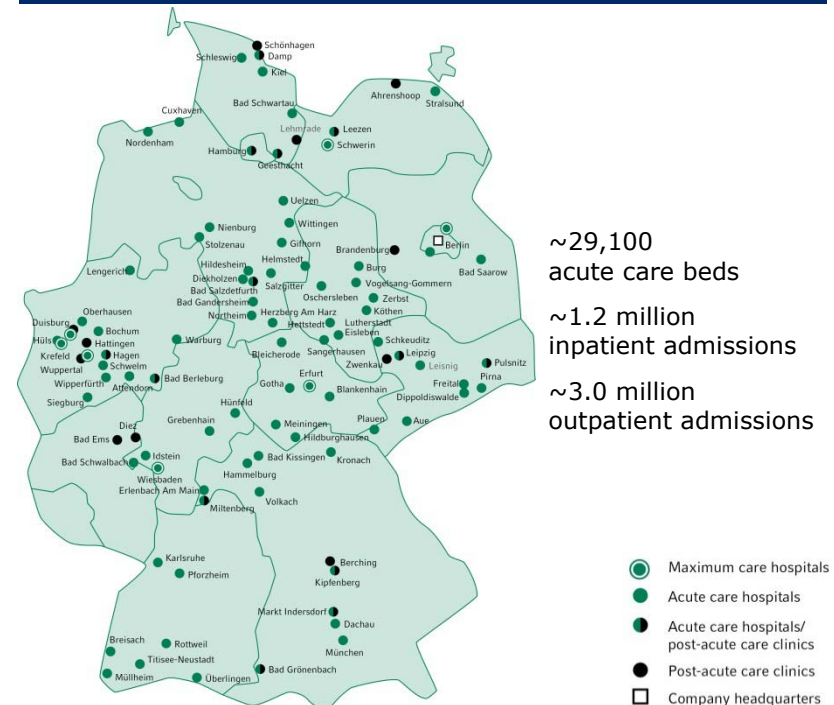 Schönhagen
Schleswig
Damp
Kiel
Ahrenshoop
Stralsund
Bad Schwartau
Cuxhaven
Nordenham
Lehmrade
Leezen
Schwerin
Hamburg
Geesthacht
Uelzen
Nienburg
Wittingen
Stolzenau
Gifhorn
Brandenburg
Berlin
Lengerich
Hildesheim
Helmstedt
Burg
Bad Saarow
Diekholzen
Salzgitter
Vogelsang-Gommern
Bad Salzdetfurth
Oschersleben
Zerbst
Bad Gandersheim
Köthen
Oberhausen
Northeim
Herzberg Am Harz
Lutherstadt
Eisleben
Duisburg
Bochum
Hettstedt
Hüls
Hattingen
Warburg
Bleicherode
Sangerhausen
Schkeuditz
Krefeld
Hagen
Leipzig
Pulsnitz
Wuppertal
Schwelm
Zwenkau
Leisnig
Wipperfürth
Attendorn
Bad Berleburg
Gotha
Erfurt
Blankenhain
Freital
Pirna
Dippoldiswalde
Siegburg
Hünfeld
Plauen
Aue
Diez
Grebenhain
Meiningen
Hildburghausen
Bad Ems
Bad Schwalbach
Idstein
Bad Kissingen
Kronach
Wiesbaden
Hammelburg
Erlenbach Am Main
Miltenberg
Volkach
Karlsruhe
Pforzheim
Berching
Kipfenberg
Markt Indersdorf
Dachau
München
Breisach
Rottweil
Titisee-Neustadt
Müllheim
Überlingen
Bad Grönenbach
~29,100
acute care beds
~1.2 million
inpatient admissions
~3.0 million
outpatient admissions
Maximum care hospitals
Acute care hospitals
Acute care hospitals/
post-acute care clinics
Post-acute care clinics
Company headquarters